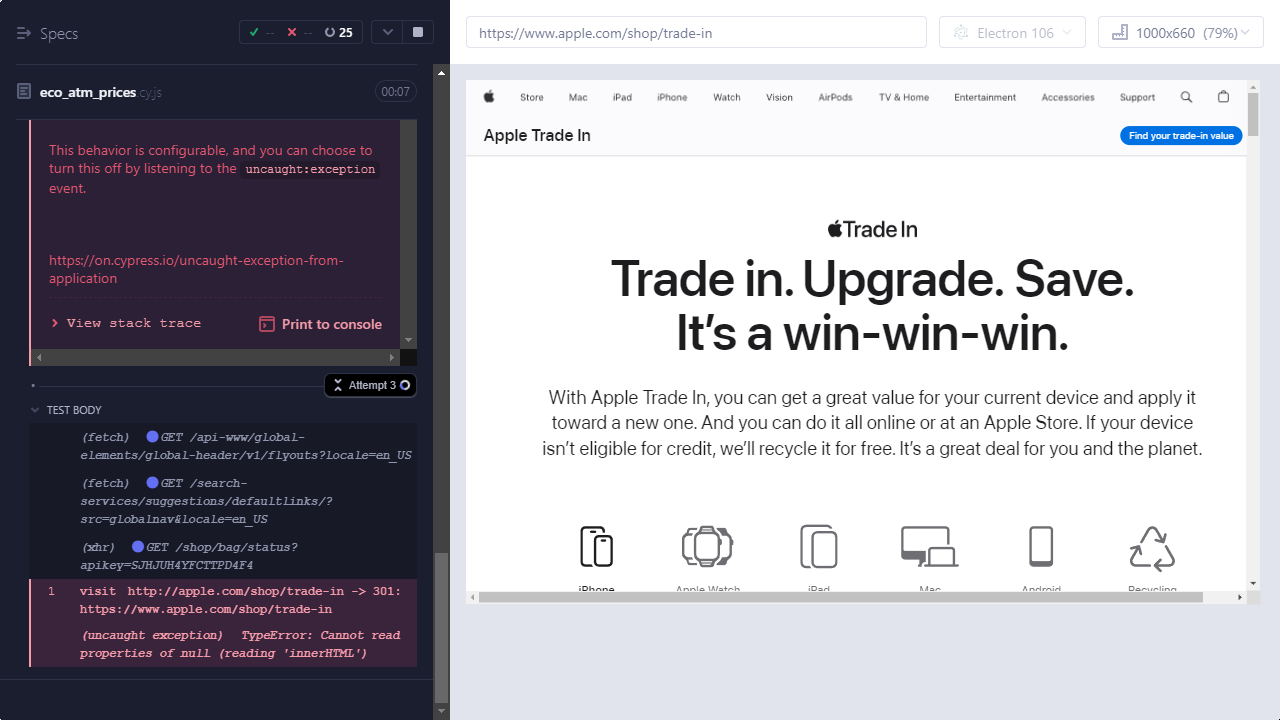 Specs
-- -- 25
eco_atm_prices.cy.js
00:07
This behavior is configurable, and you can choose to
turn this off by listening to the uncaught:exception
event.
https://on.cypress.io/uncaught-exception-from-
application
View stack trace
Print to console
Attempt 3
TEST BODY
(fetch) GET /api-www/global-
elements/global-header/v1/flyouts?locale=en_US
(fetch) GET /search-
services/suggestions/defaultlinks/?
src=globalnav&locale=en_US
(xhr) GET /shop/bag/status?
apikey=SJHJUH4YFCTTPD4F4
1 visit http://apple.com/shop/trade-in -> 301:
https://www.apple.com/shop/trade-in
(uncaught exception) TypeError: Cannot read
properties of null (reading 'innerHTML')
https://www.apple.com/shop/trade-in
Electron 106
1000x660 (79%)
Store Mac iPad iPhone Watch Vision AirPods TV & Home Entertainment Accessories Support
Apple Trade In
Find your trade-in value
Trade In
Trade in. Upgrade. Save.
It’s a win-win-win.
With Apple Trade In, you can get a great value for your current device and apply it
toward a new one. And you can do it all online or at an Apple Store. If your device
isn’t eligible for credit, we’ll recycle it for free. It’s a great deal for you and the planet.
iPhone Apple Watch iPad Mac Android Recycling